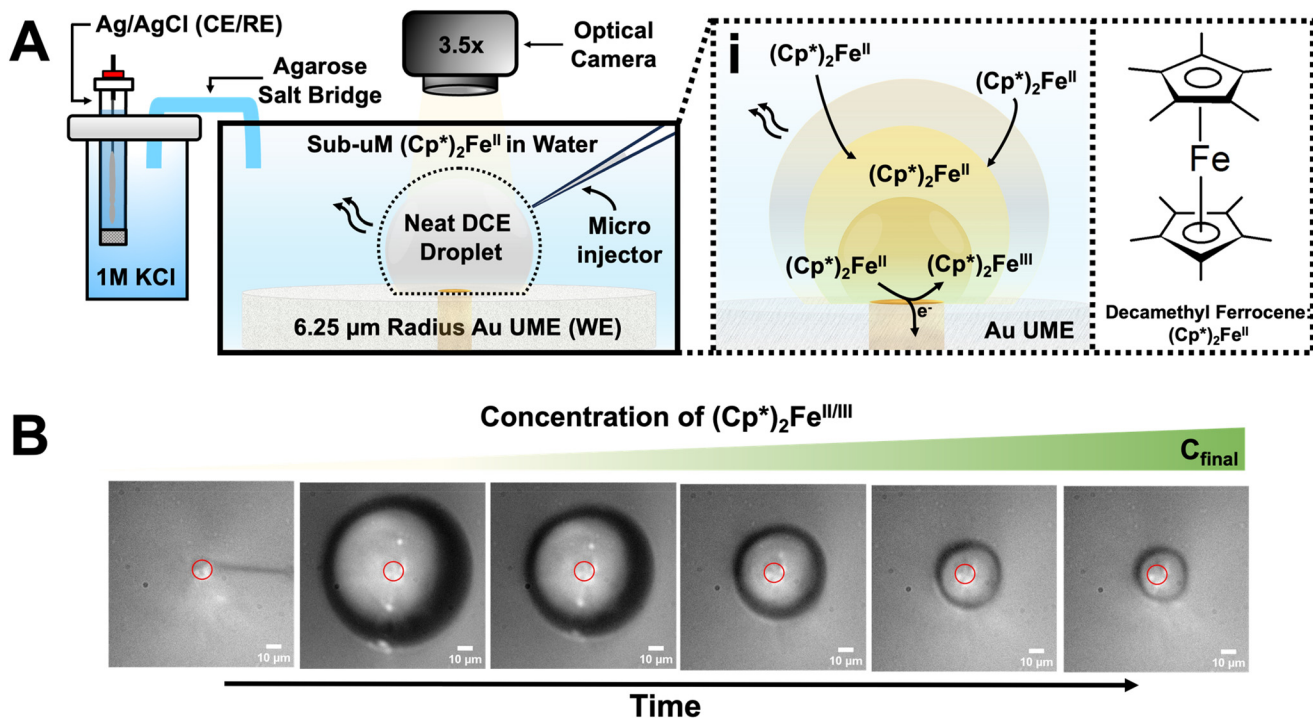 A
Ag/AgCl (CE/RE)
Agarose
Salt Bridge
1M KCl
3.5x
Optical
Camera
Sub-uM (Cp*)₂Feᴵᴵ in Water
Neat DCE
Droplet
Micro
injector
6.25 µm Radius Au UME (WE)
i
(Cp*)₂Feᴵᴵ
(Cp*)₂Feᴵᴵ
(Cp*)₂Feᴵᴵ
(Cp*)₂Feᴵᴵ
(Cp*)₂Feᴵᴵᴵ
e⁻
Au UME
Fe
Decamethyl Ferrocene:
(Cp*)₂Feᴵᴵ
B
Concentration of (Cp*)₂Feᴵᴵ/ᴵᴵᴵ
C_final
10 µm
10 µm
10 µm
10 µm
10 µm
10 µm
Time